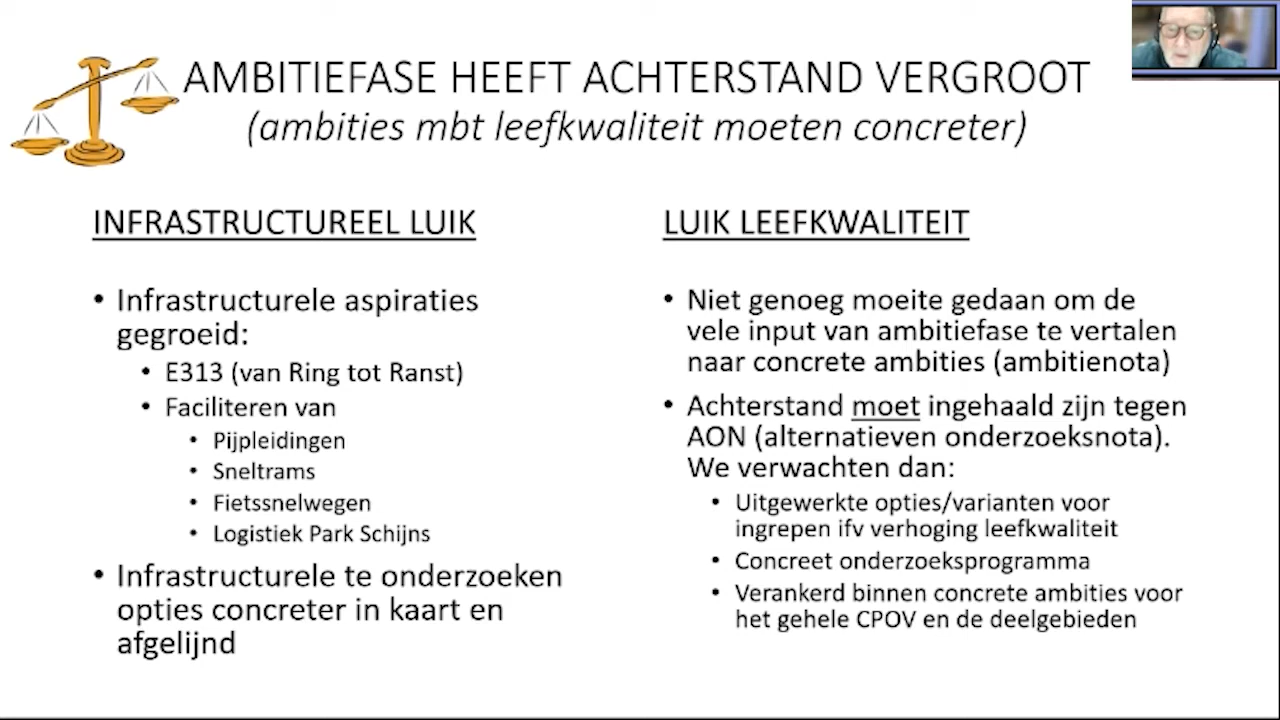 AMBITIEFASE HEEFT ACHTERSTAND VERGROOT
(ambities mbt leefkwaliteit moeten concreter)
INFRASTRUCTUREEL LUIK
• Infrastructurele aspiraties
gegroeid:
• E313 (van Ring tot Ranst)
• Faciliteren van
• Pijpleidingen
• Sneltrams
• Fietssnelwegen
• Logistiek Park Schijns
• Infrastructurele te onderzoeken
opties concreter in kaart en
afgelijnd
LUIK LEEFKWALITEIT
• Niet genoeg moeite gedaan om de
vele input van ambitiefase te vertalen
naar concrete ambities (ambitienota)
• Achterstand moet ingehaald zijn tegen
AON (alternatieven onderzoeksnota).
We verwachten dan:
• Uitgewerkte opties/varianten voor
ingrepen ifv verhoging leefkwaliteit
• Concreet onderzoeksprogramma
• Verankerd binnen concrete ambities voor
het gehele CPOV en de deelgebieden